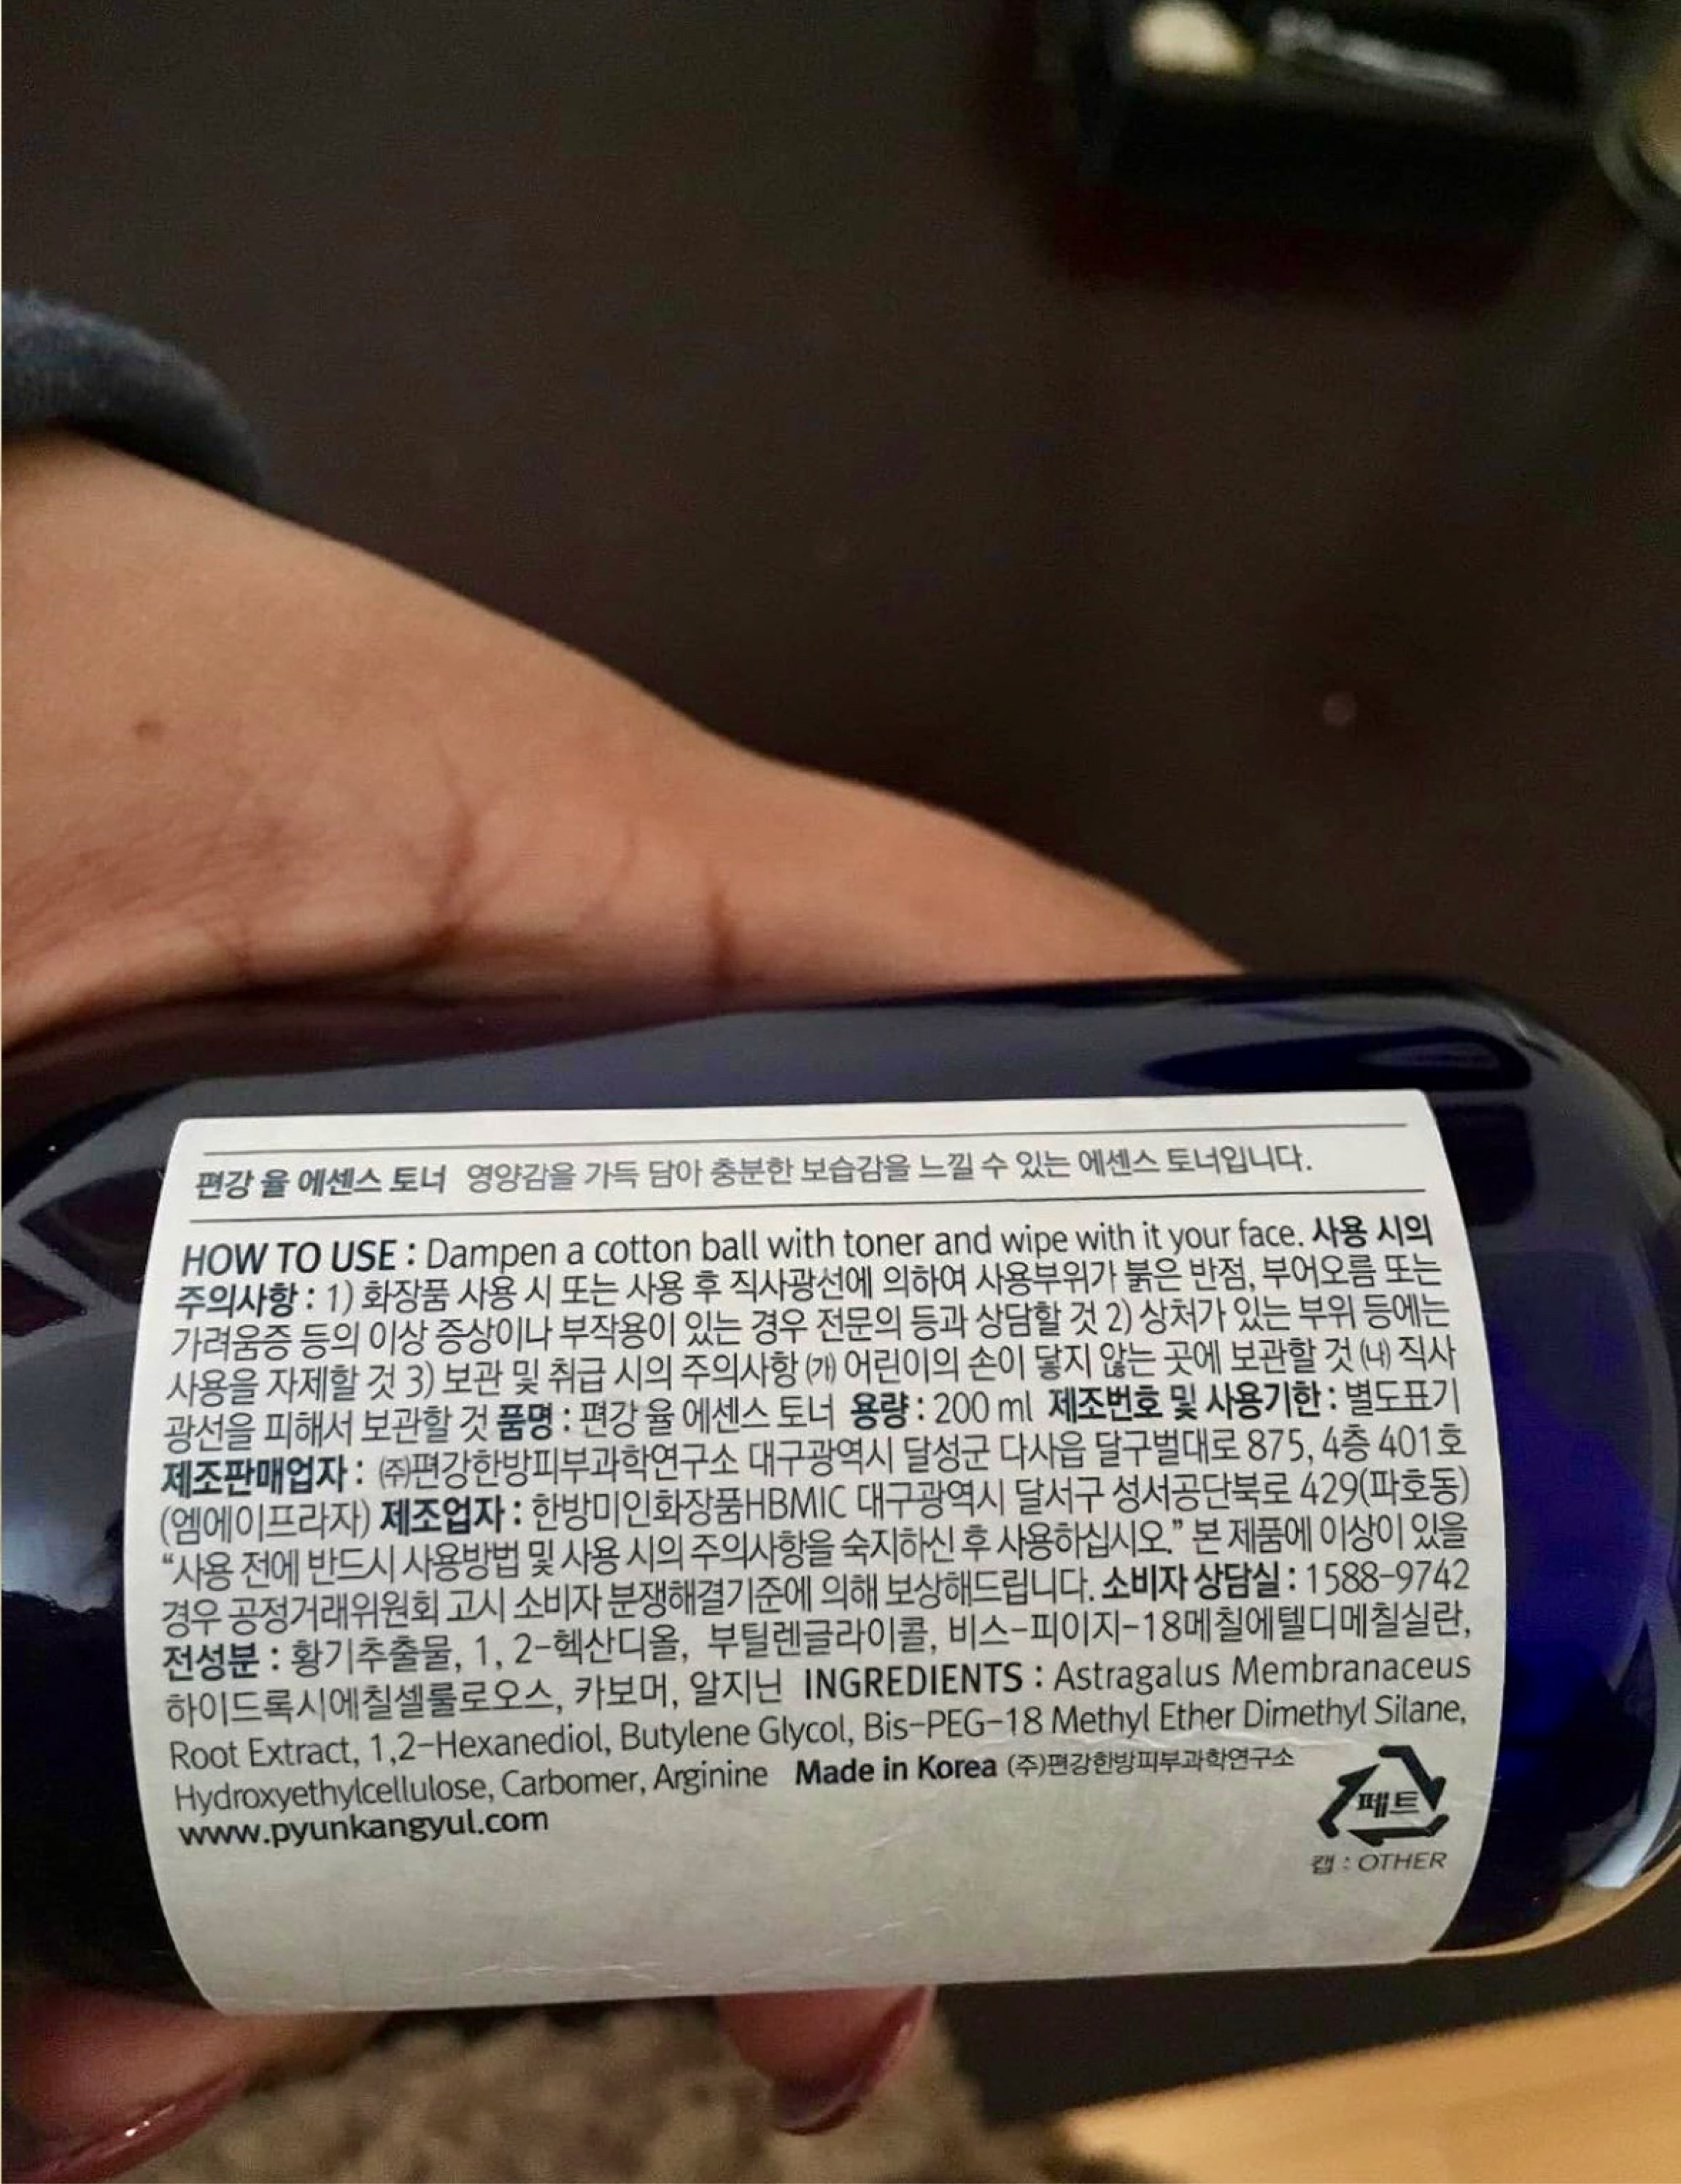 편강 율 에센스 토너 영양감을 가득 담아 충분한 보습감을 느낄 수 있는 에센스 토너입니다.
HOW TO USE : Dampen a cotton ball with toner and wipe with it your face. 사용 시의
주의사항 : 1) 화장품 사용 시 또는 사용 후 직사광선에 의하여 사용부위가 붉은 반점, 부어오름 또는
가려움증 등의 이상 증상이나 부작용이 있는 경우 전문의 등과 상담할 것 2) 상처가 있는 부위 등에는
사용을 자제할 것 3) 보관 및 취급 시의 주의사항 ㈎ 어린이의 손이 닿지 않는 곳에 보관할 것 ㈏ 직사
광선을 피해서 보관할 것 품명 : 편강 율 에센스 토너 용량 : 200 ml 제조번호 및 사용기한 : 별도표기
제조판매업자 : ㈜편강한방피부과학연구소 대구광역시 달성군 다사읍 달구벌대로 875, 4층 401호
(엠에이프라자) 제조업자 : 한방미인화장품HBMIC 대구광역시 달서구 성서공단북로 429(파호동)
“사용 전에 반드시 사용방법 및 사용 시의 주의사항을 숙지하신 후 사용하십시오.” 본 제품에 이상이 있을
경우 공정거래위원회 고시 소비자 분쟁해결기준에 의해 보상해드립니다. 소비자 상담실 : 1588-9742
전성분 : 황기추출물, 1, 2-헥산디올, 부틸렌글라이콜, 비스-피이지-18메칠에텔디메칠실란,
하이드록시에칠셀룰로오스, 카보머, 알지닌 INGREDIENTS : Astragalus Membranaceus
Root Extract, 1,2-Hexanediol, Butylene Glycol, Bis-PEG-18 Methyl Ether Dimethyl Silane,
Hydroxyethylcellulose, Carbomer, Arginine Made in Korea (주)편강한방피부과학연구소
www.pyunkangyul.com
페트
캡 : OTHER